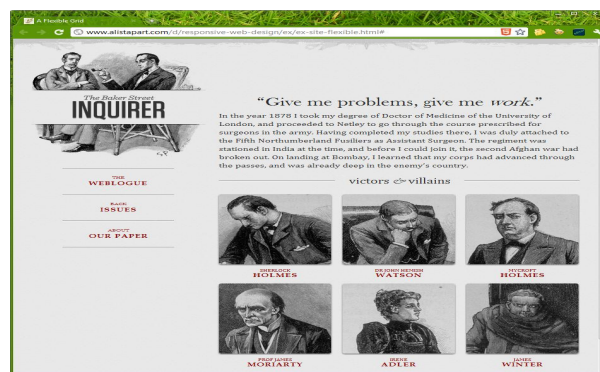 A Flexible Grid
www.alistapart.com/d/responsive-web-design/ex/ex-site-flexible.html#
The Baker Street
INQUIRER
THE
WEBLOGUE
BACK
ISSUES
ABOUT
OUR PAPER
“Give me problems, give me work.”
In the year 1878 I took my degree of Doctor of Medicine of the University of
London, and proceeded to Netley to go through the course prescribed for
surgeons in the army. Having completed my studies there, I was duly attached to
the Fifth Northumberland Fusiliers as Assistant Surgeon. The regiment was
stationed in India at the time, and before I could join it, the second Afghan war had
broken out. On landing at Bombay, I learned that my corps had advanced through
the passes, and was already deep in the enemy’s country.
victors & villains
SHERLOCK
HOLMES
DR JOHN HEMISH
WATSON
MYCROFT
HOLMES
PROF JAMES
MORIARTY
IRENE
ADLER
JAMES
WINTER